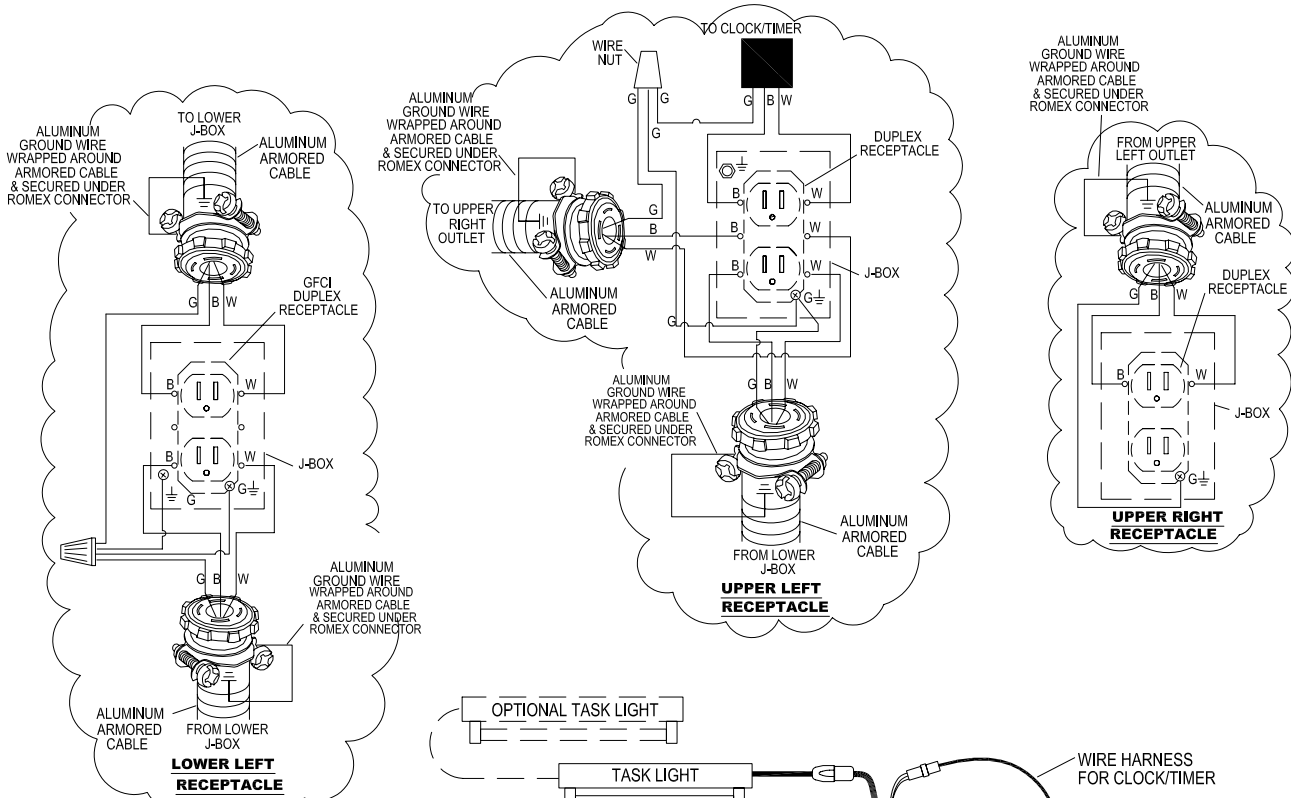 TO LOWER
J-BOX
ALUMINUM
GROUND WIRE
WRAPPED AROUND
ARMORED CABLE
& SECURED UNDER
ROMEX CONNECTOR
ALUMINUM
ARMORED
CABLE
GFCI
DUPLEX
RECEPTACLE
G B W
B W
B W
J-BOX
G
G
G B W
ALUMINUM
GROUND WIRE
WRAPPED AROUND
ARMORED CABLE
& SECURED UNDER
ROMEX CONNECTOR
ALUMINUM
ARMORED
CABLE
FROM LOWER
J-BOX
LOWER LEFT
RECEPTACLE
TO CLOCK/TIMER
WIRE
NUT
G G
G
G B W
ALUMINUM
GROUND WIRE
WRAPPED AROUND
ARMORED CABLE
& SECURED UNDER
ROMEX CONNECTOR
DUPLEX
RECEPTACLE
TO UPPER
RIGHT
OUTLET
G
B
W
B W
B W
B W
J-BOX
ALUMINUM
ARMORED
CABLE
G
G
ALUMINUM
GROUND WIRE
WRAPPED AROUND
ARMORED CABLE
& SECURED UNDER
ROMEX CONNECTOR
G B W
ALUMINUM
ARMORED
CABLE
FROM LOWER
J-BOX
UPPER LEFT
RECEPTACLE
ALUMINUM
GROUND WIRE
WRAPPED AROUND
ARMORED CABLE
& SECURED UNDER
ROMEX CONNECTOR
FROM UPPER
LEFT OUTLET
ALUMINUM
ARMORED
CABLE
G B W
DUPLEX
RECEPTACLE
B W
J-BOX
G
UPPER RIGHT
RECEPTACLE
OPTIONAL TASK LIGHT
TASK LIGHT
WIRE HARNESS
FOR CLOCK/TIMER